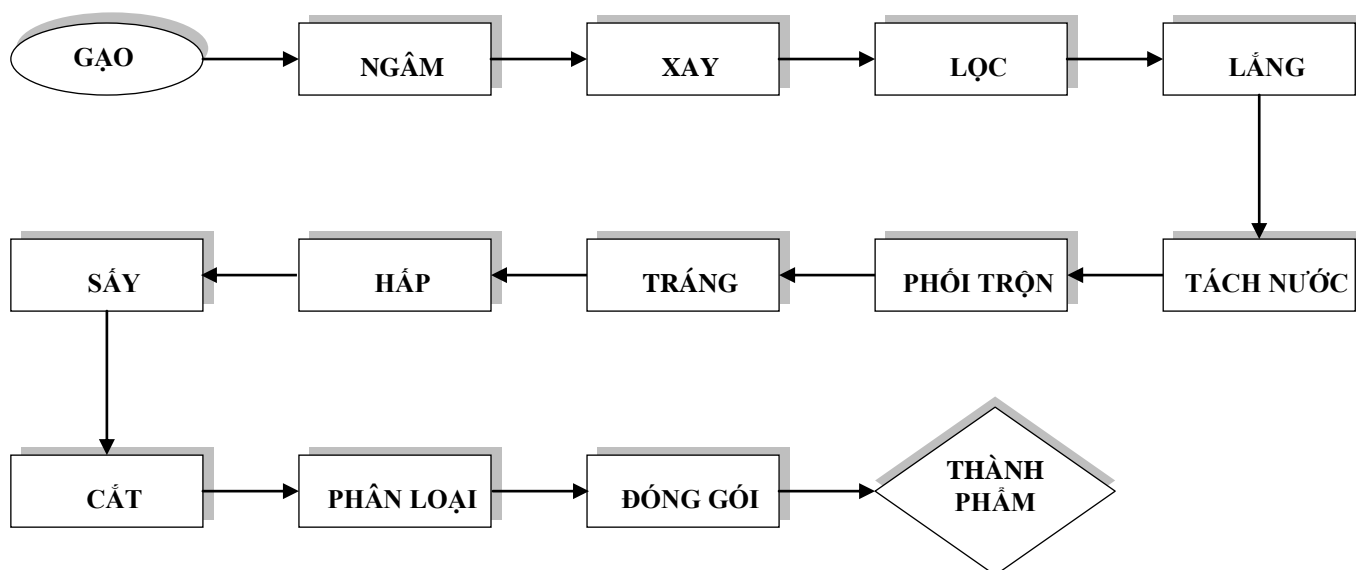 GẠO
NGÂM
XAY
LỌC
LẮNG
TÁCH NƯỚC
PHỐI TRỘN
TRÁNG
HẤP
SẤY
CẮT
PHÂN LOẠI
ĐÓNG GÓI
THÀNH
PHẨM